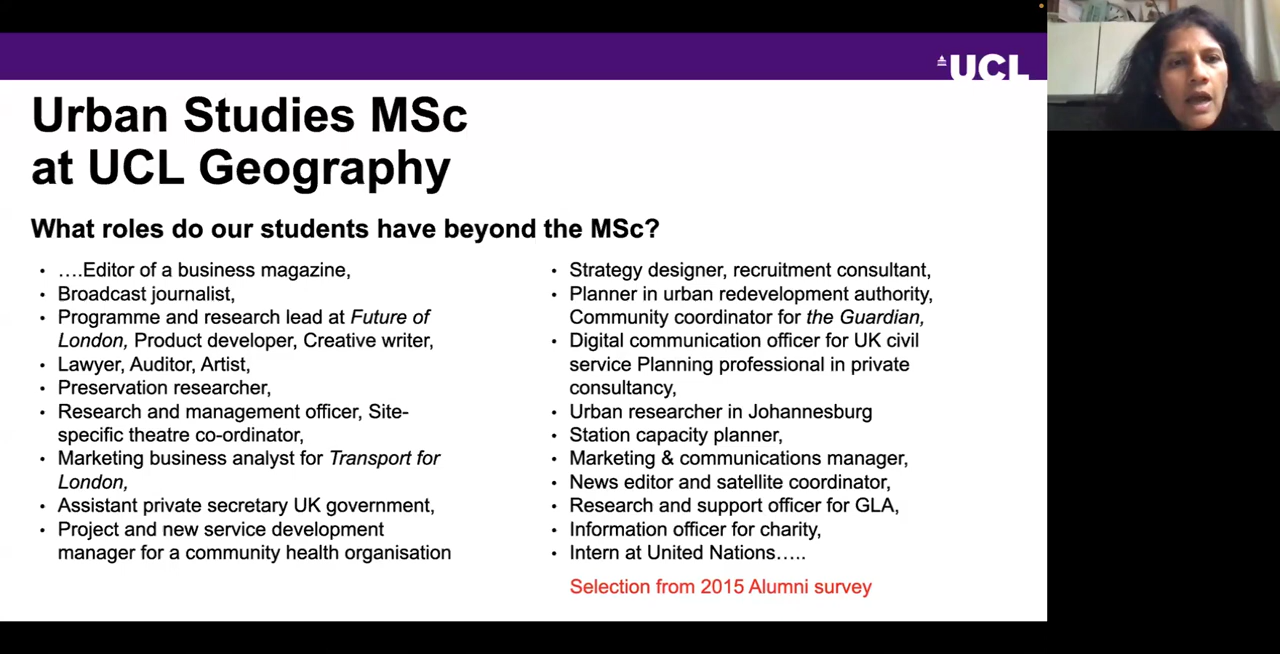 UCL
Urban Studies MSc
at UCL Geography
What roles do our students have beyond the MSc?
• ….Editor of a business magazine,
• Broadcast journalist,
• Programme and research lead at Future of
London, Product developer, Creative writer,
• Lawyer, Auditor, Artist,
• Preservation researcher,
• Research and management officer, Site-
specific theatre co-ordinator,
• Marketing business analyst for Transport for
London,
• Assistant private secretary UK government,
• Project and new service development
manager for a community health organisation
• Strategy designer, recruitment consultant,
• Planner in urban redevelopment authority,
Community coordinator for the Guardian,
• Digital communication officer for UK civil
service Planning professional in private
consultancy,
• Urban researcher in Johannesburg
• Station capacity planner,
• Marketing & communications manager,
• News editor and satellite coordinator,
• Research and support officer for GLA,
• Information officer for charity,
• Intern at United Nations…..
Selection from 2015 Alumni survey